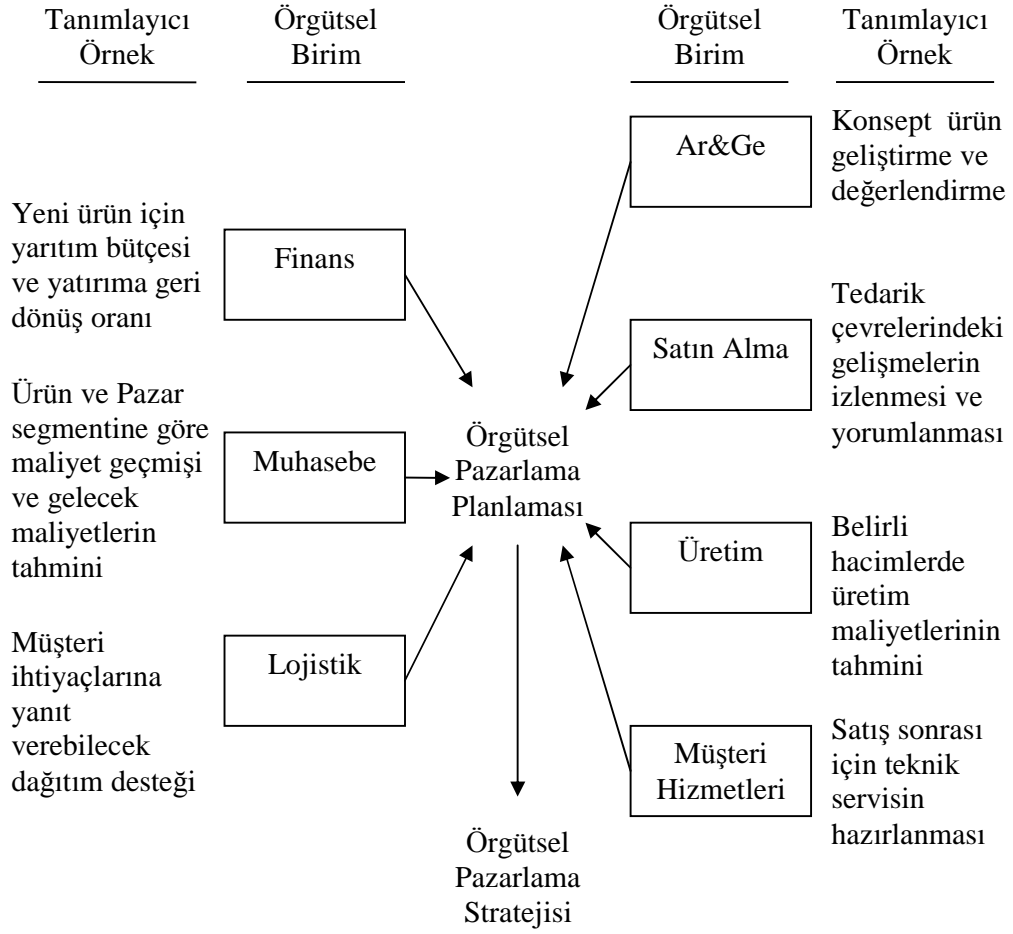 Tanımlayıcı
Örnek
Örgütsel
Birim
Örgütsel
Birim
Tanımlayıcı
Örnek
Yeni ürün için
yarıtım bütçesi
ve yatırıma geri
dönüş oranı
Finans
Ürün ve Pazar
segmentine göre
maliyet geçmişi
ve gelecek
maliyetlerin
tahmini
Muhasebe
Müşteri
ihtiyaçlarına
yanıt
verebilecek
dağıtım desteği
Lojistik
Örgütsel
Pazarlama
Planlaması
Örgütsel
Pazarlama
Stratejisi
Ar&Ge
Konsept ürün
geliştirme ve
değerlendirme
Satın Alma
Tedarik
çevrelerindeki
gelişmelerin
izlenmesi ve
yorumlanması
Üretim
Belirli
hacimlerde
üretim
maliyetlerinin
tahmini
Müşteri
Hizmetleri
Satış sonrası
için teknik
servisin
hazırlanması